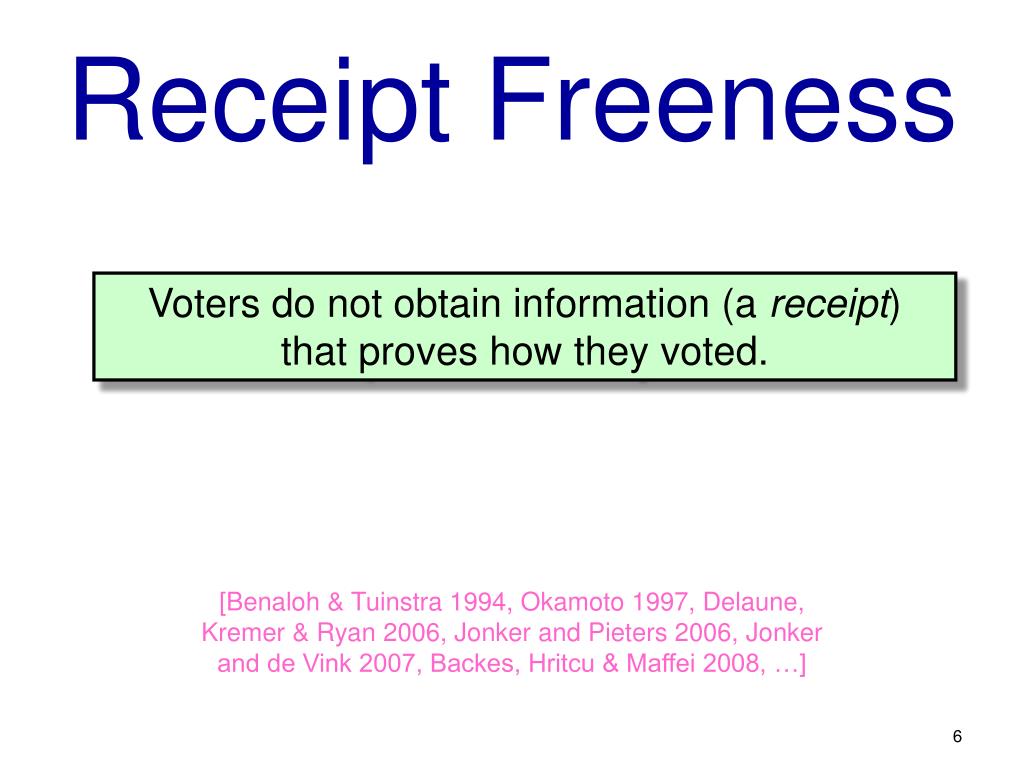 Receipt Freeness
Voters do not obtain information (a receipt)
that proves how they voted.
[Benaloh & Tuinstra 1994, Okamoto 1997, Delaune,
Kremer & Ryan 2006, Jonker and Pieters 2006, Jonker
and de Vink 2007, Backes, Hritcu & Maffei 2008, …]
6